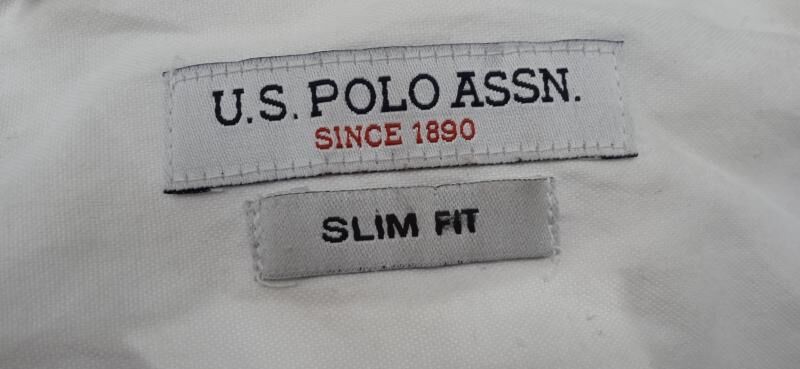 U.S. POLO ASSN.
SINCE 1890
SLIM FIT